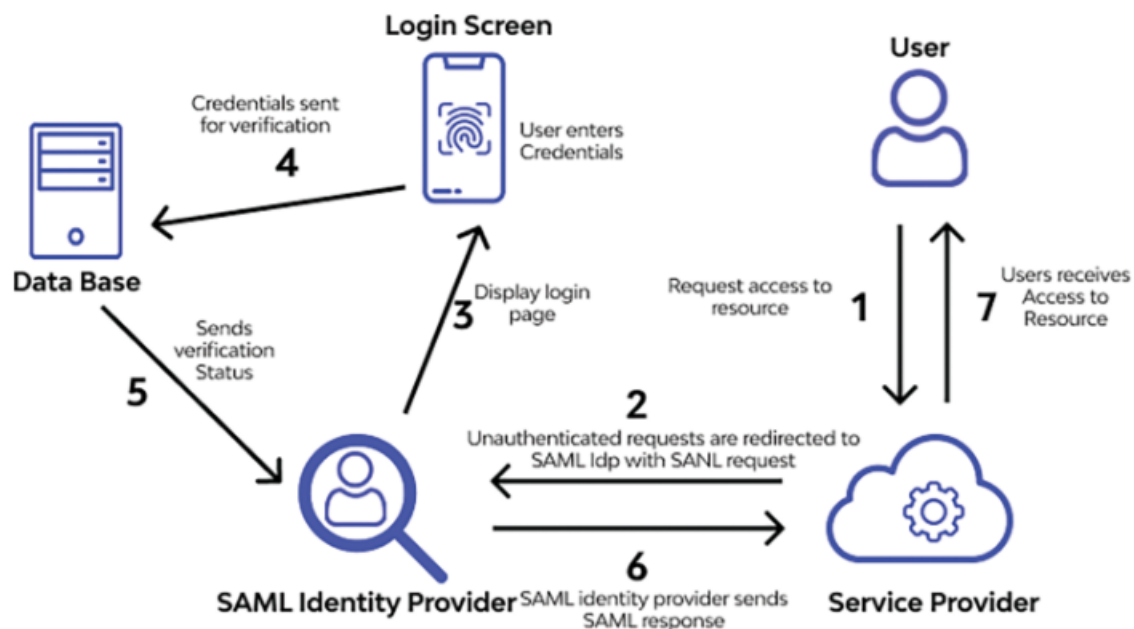 Login Screen
User
Credentials sent
for verification
4
User enters
Credentials
Data Base
Request access to
resource
1
7
Users receives
Access to
Resource
3
Display login
page
Sends
verification
Status
5
2
Unauthenticated requests are redirected to
SAML Idp with SANL request
6
SAML Identity Provider
SAML identity provider sends
SAML response
Service Provider